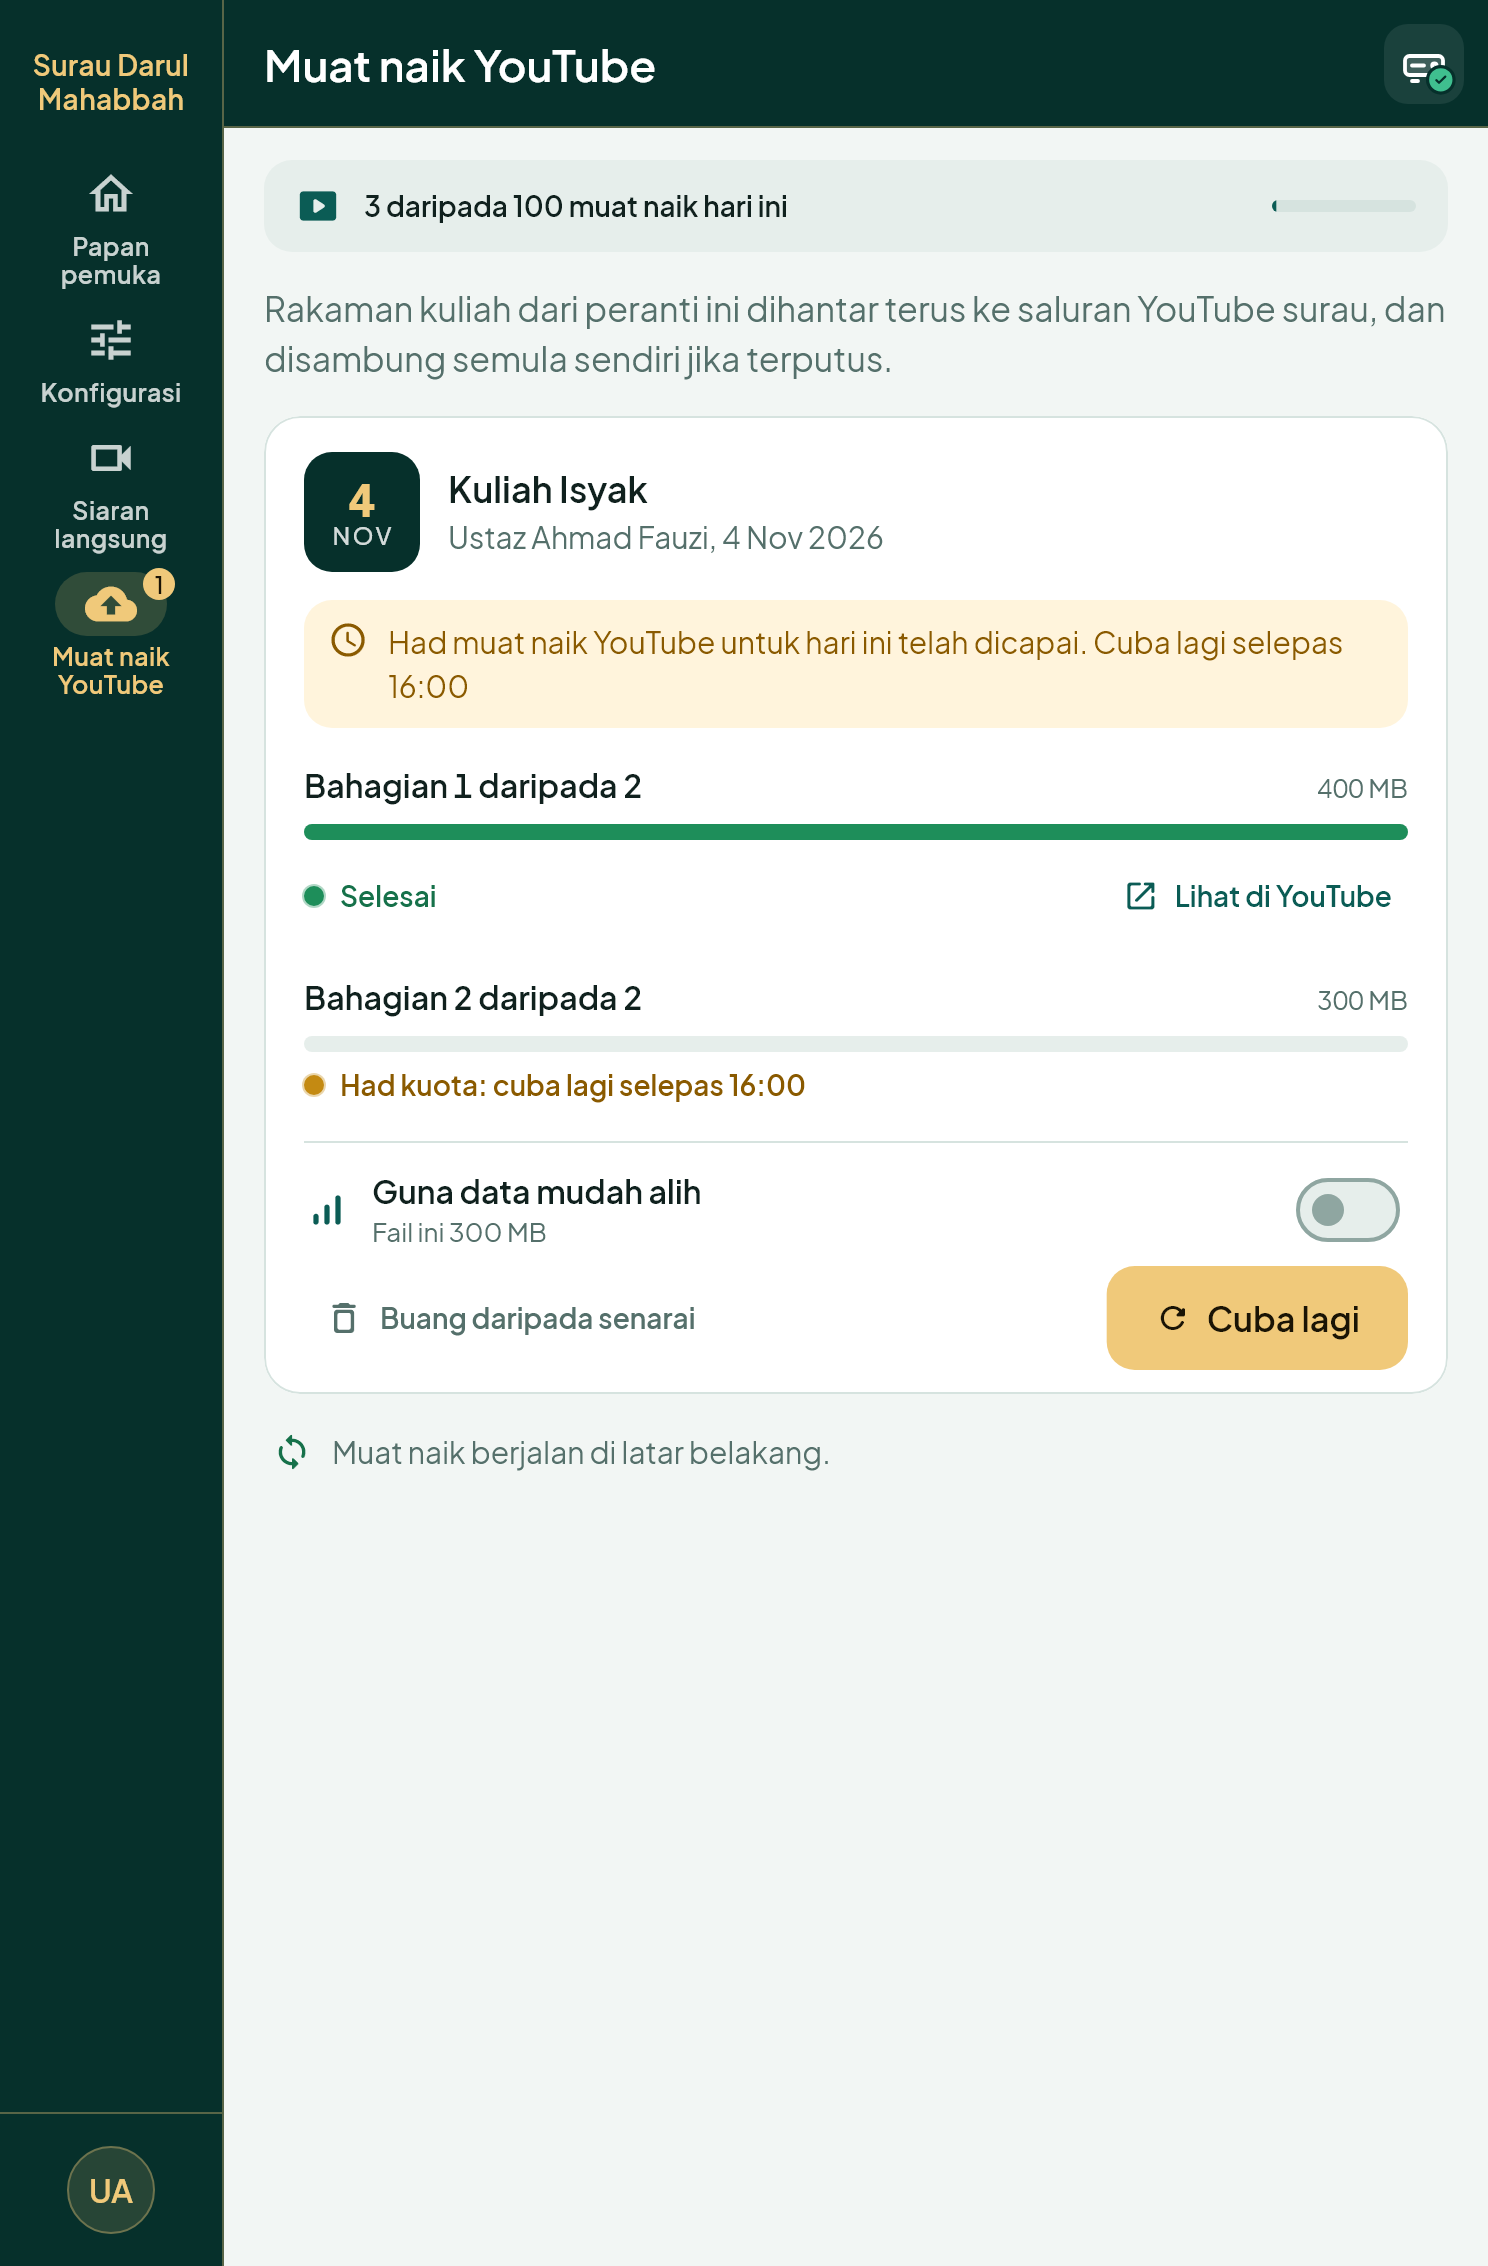 Surau Darul
Mahabbah
Papan
pemuka
Konfigurasi
Siaran
langsung
1
Muat naik
YouTube
UA
Muat naik YouTube
3 daripada 100 muat naik hari ini
Rakaman kuliah dari peranti ini dihantar terus ke saluran YouTube surau, dan
disambung semula sendiri jika terputus.
4
NOV
Kuliah Isyak
Ustaz Ahmad Fauzi, 4 Nov 2026
Had muat naik YouTube untuk hari ini telah dicapai. Cuba lagi selepas
16:00
Bahagian 1 daripada 2
400 MB
Selesai
Lihat di YouTube
Bahagian 2 daripada 2
300 MB
Had kuota: cuba lagi selepas 16:00
Guna data mudah alih
Fail ini 300 MB
Buang daripada senarai
Cuba lagi
Muat naik berjalan di latar belakang.